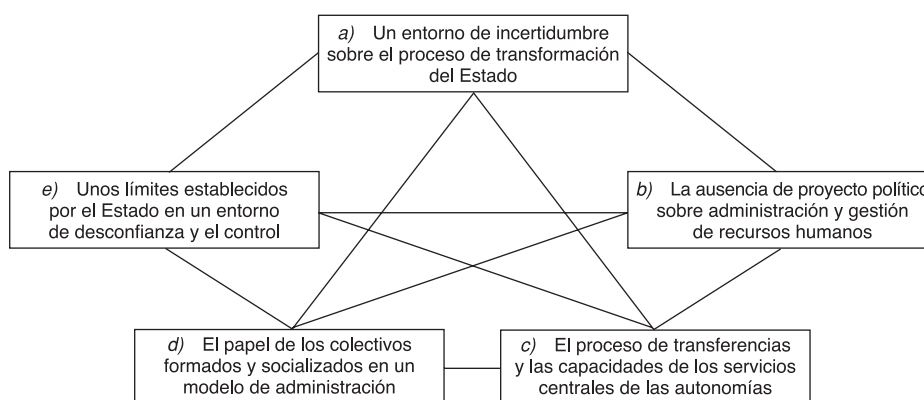 a) Un entorno de incertidumbre
sobre el proceso de transformación
del Estado
e) Unos límites establecidos
por el Estado en un entorno
de desconfianza y el control
b) La ausencia de proyecto político
sobre administración y gestión
de recursos humanos
d) El papel de los colectivos
formados y socializados en un
modelo de administración
c) El proceso de transferencias
y las capacidades de los servicios
centrales de las autonomías